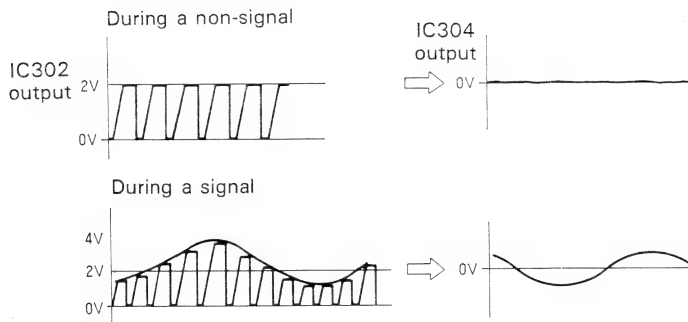 During a non-signal
IC302
output
2V
0V
IC304
output
0V
During a signal
4V
2V
0V
0V